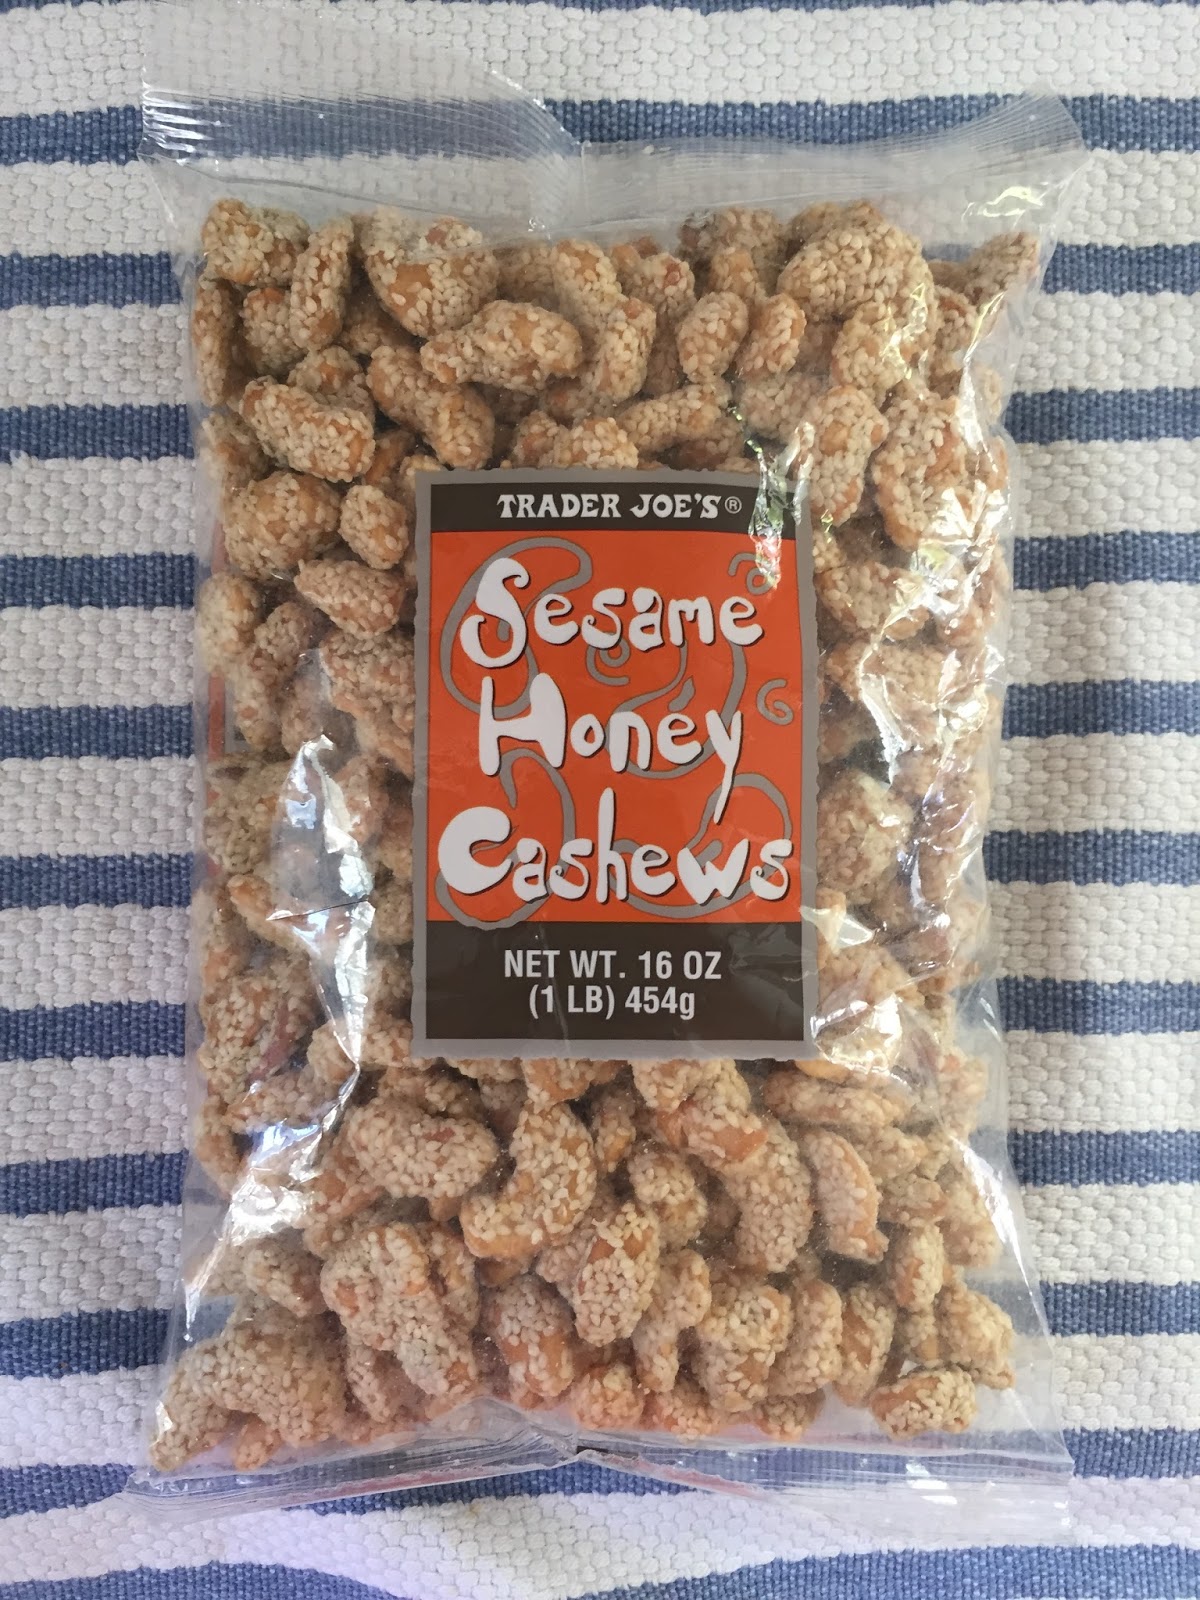 TRADER JOE'S®
Sesame
Honey
Cashews
NET WT. 16 OZ
(1 LB) 454g